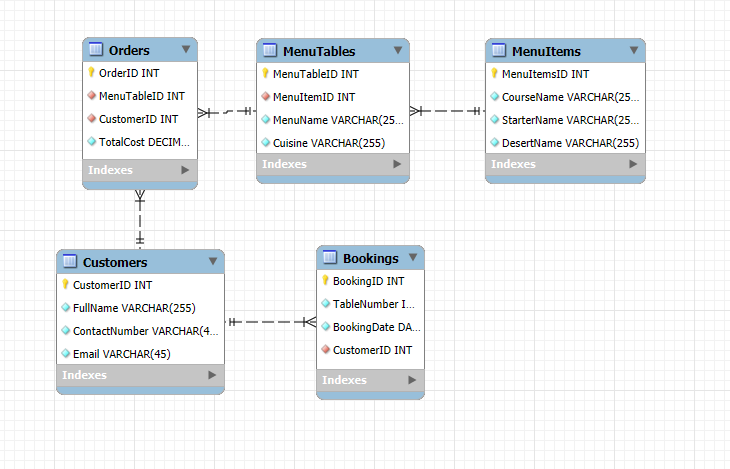 Orders
OrderID INT
MenuTableID INT
CustomerID INT
TotalCost DECIM...
Indexes
MenuTables
MenuTableID INT
MenuItemID INT
MenuName VARCHAR(25...
Cuisine VARCHAR(255)
Indexes
MenuItems
MenuItemsID INT
CourseName VARCHAR(25...
StarterName VARCHAR(25...
DesertName VARCHAR(255)
Indexes
Customers
CustomerID INT
FullName VARCHAR(255)
ContactNumber VARCHAR(4...
Email VARCHAR(45)
Indexes
Bookings
BookingID INT
TableNumber I...
BookingDate DA...
CustomerID INT
Indexes